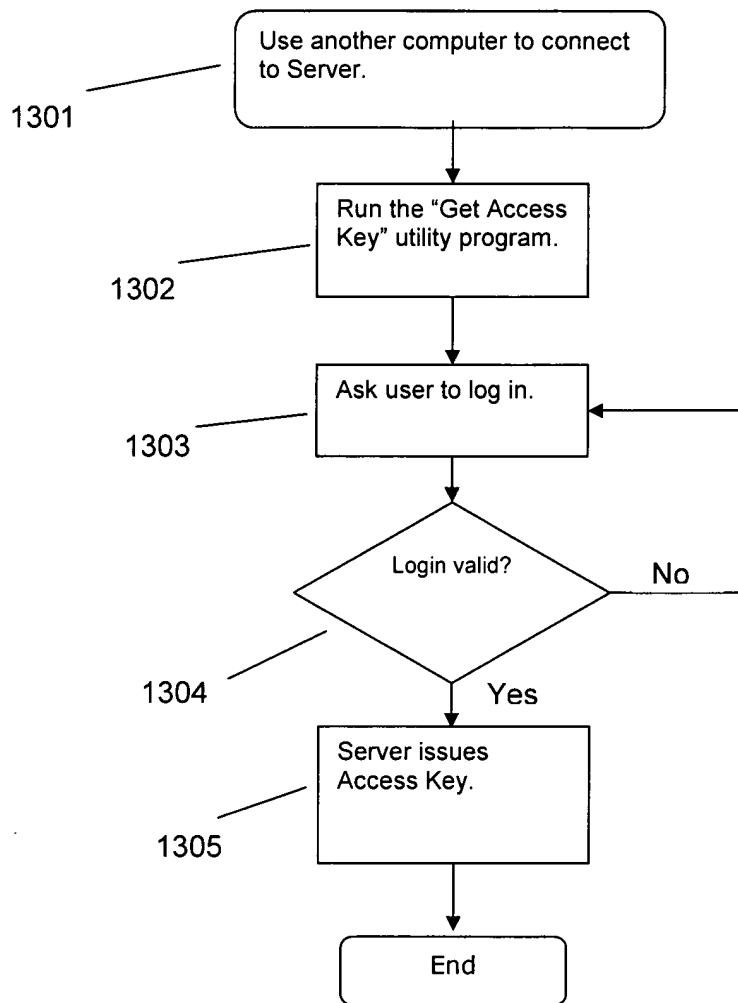 Use another computer to connect
to Server.
1301
Run the “Get Access
Key” utility program.
1302
Ask user to log in.
1303
Login valid?
No
1304
Yes
Server issues
Access Key.
1305
End